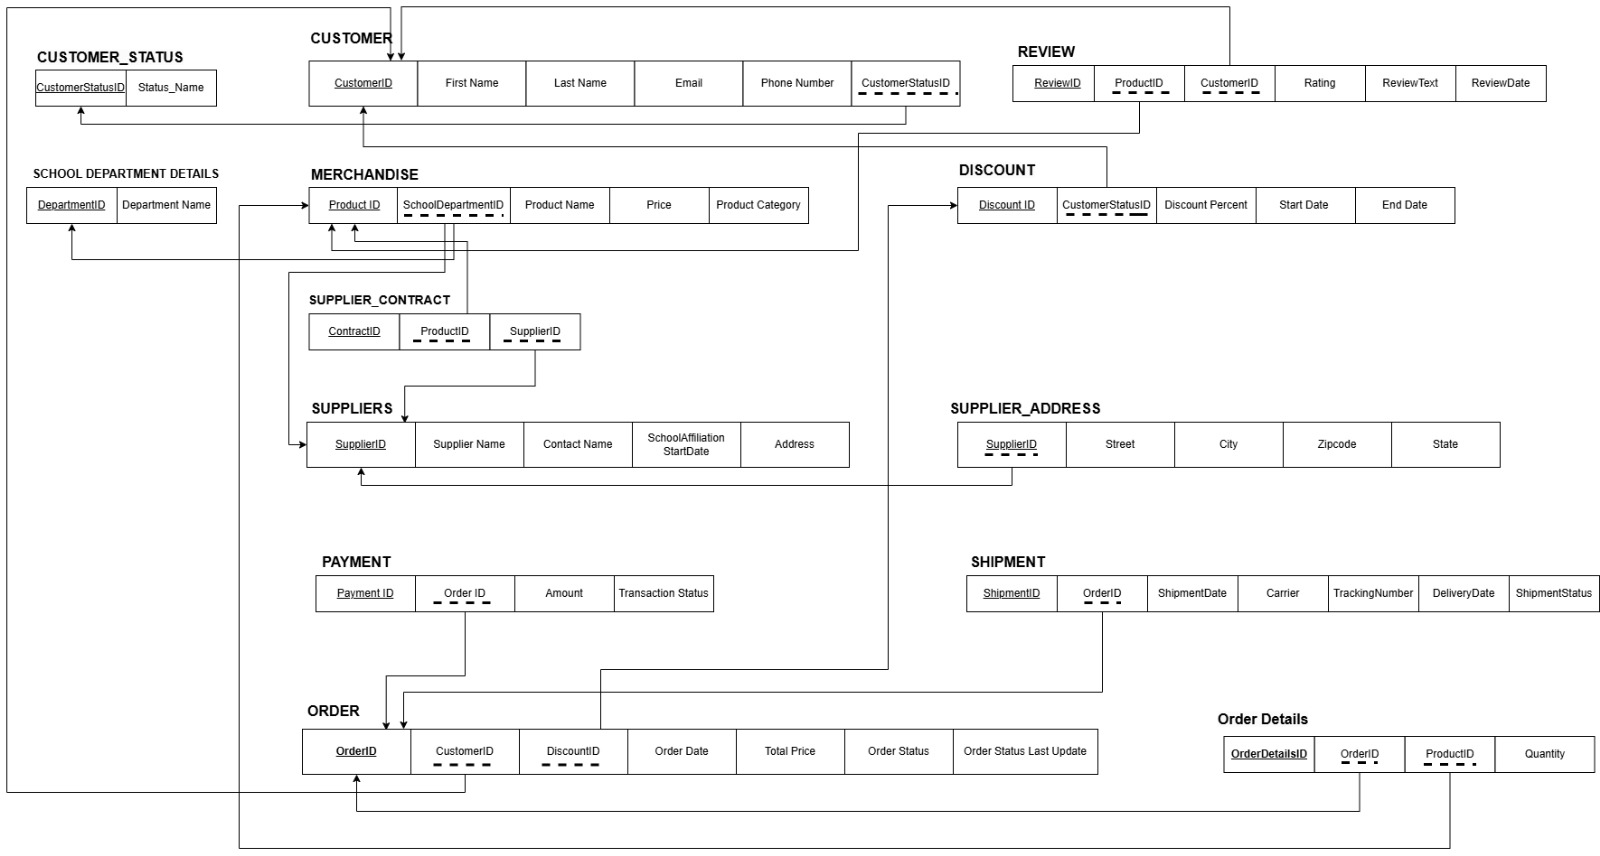 CUSTOMER_STATUS
CustomerStatusID Status_Name
CUSTOMER
CustomerID First Name Last Name Email Phone Number CustomerStatusID
REVIEW
ReviewID ProductID CustomerID Rating ReviewText ReviewDate
SCHOOL DEPARTMENT DETAILS
DepartmentID Department Name
MERCHANDISE
Product ID SchoolDepartmentID Product Name Price Product Category
DISCOUNT
Discount ID CustomerStatusID Discount Percent Start Date End Date
SUPPLIER_CONTRACT
ContractID ProductID SupplierID
SUPPLIERS
SupplierID Supplier Name Contact Name SchoolAffiliation
StartDate Address
SUPPLIER_ADDRESS
SupplierID Street City Zipcode State
PAYMENT
Payment ID Order ID Amount Transaction Status
SHIPMENT
ShipmentID OrderID ShipmentDate Carrier TrackingNumber DeliveryDate ShipmentStatus
ORDER
OrderID CustomerID DiscountID Order Date Total Price Order Status Order Status Last Update
Order Details
OrderDetailsID OrderID ProductID Quantity